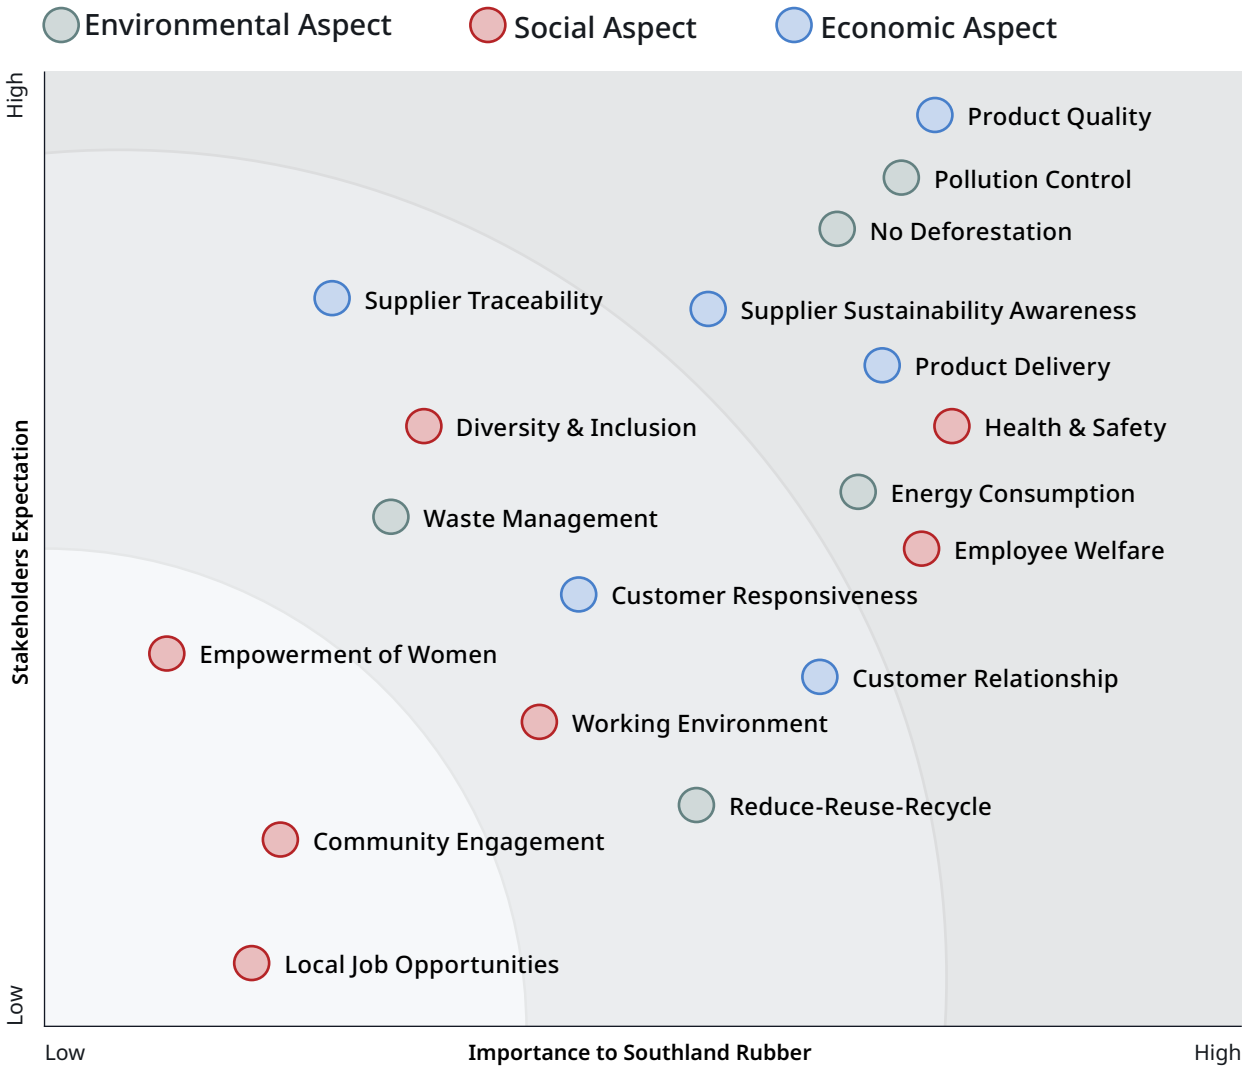 Environmental Aspect
Social Aspect
Economic Aspect
High
Product Quality
Pollution Control
No Deforestation
Supplier Traceability
Supplier Sustainability Awareness
Product Delivery
Diversity & Inclusion
Health & Safety
Energy Consumption
Waste Management
Employee Welfare
Stakeholders Expectation
Customer Responsiveness
Empowerment of Women
Customer Relationship
Working Environment
Reduce-Reuse-Recycle
Community Engagement
Local Job Opportunities
Low
Low
Importance to Southland Rubber
High